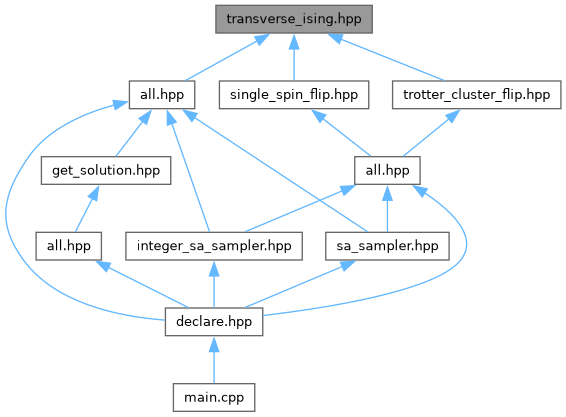 transverse_ising.hpp
all.hpp
single_spin_flip.hpp
trotter_cluster_flip.hpp
get_solution.hpp
all.hpp
all.hpp
integer_sa_sampler.hpp
sa_sampler.hpp
declare.hpp
main.cpp